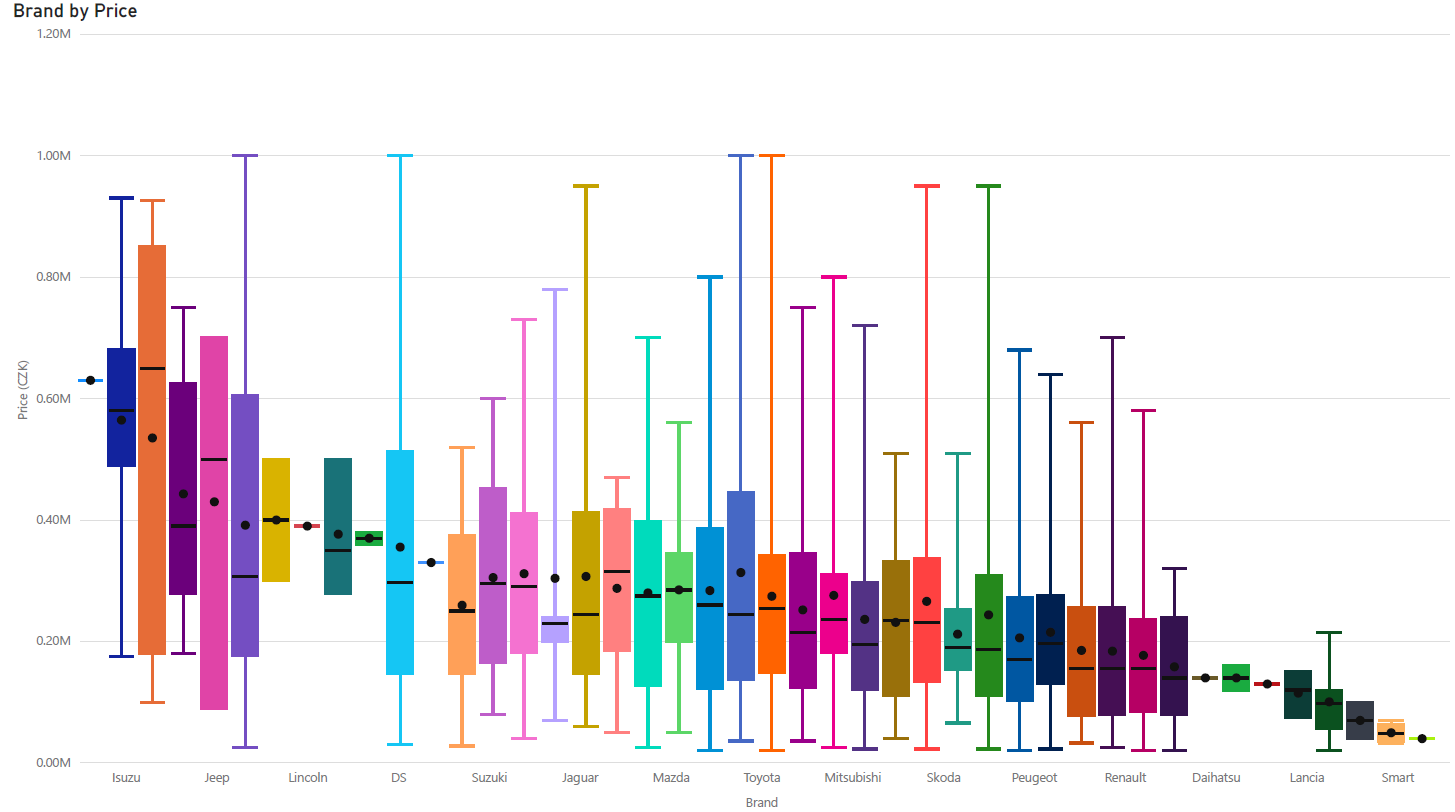 Brand by Price
1.20M
1.00M
0.80M
0.60M
0.40M
0.20M
0.00M
Price (CZK)
Isuzu Jeep Lincoln DS Suzuki Jaguar Mazda Toyota Mitsubishi Skoda Peugeot Renault Daihatsu Lancia Smart
Brand